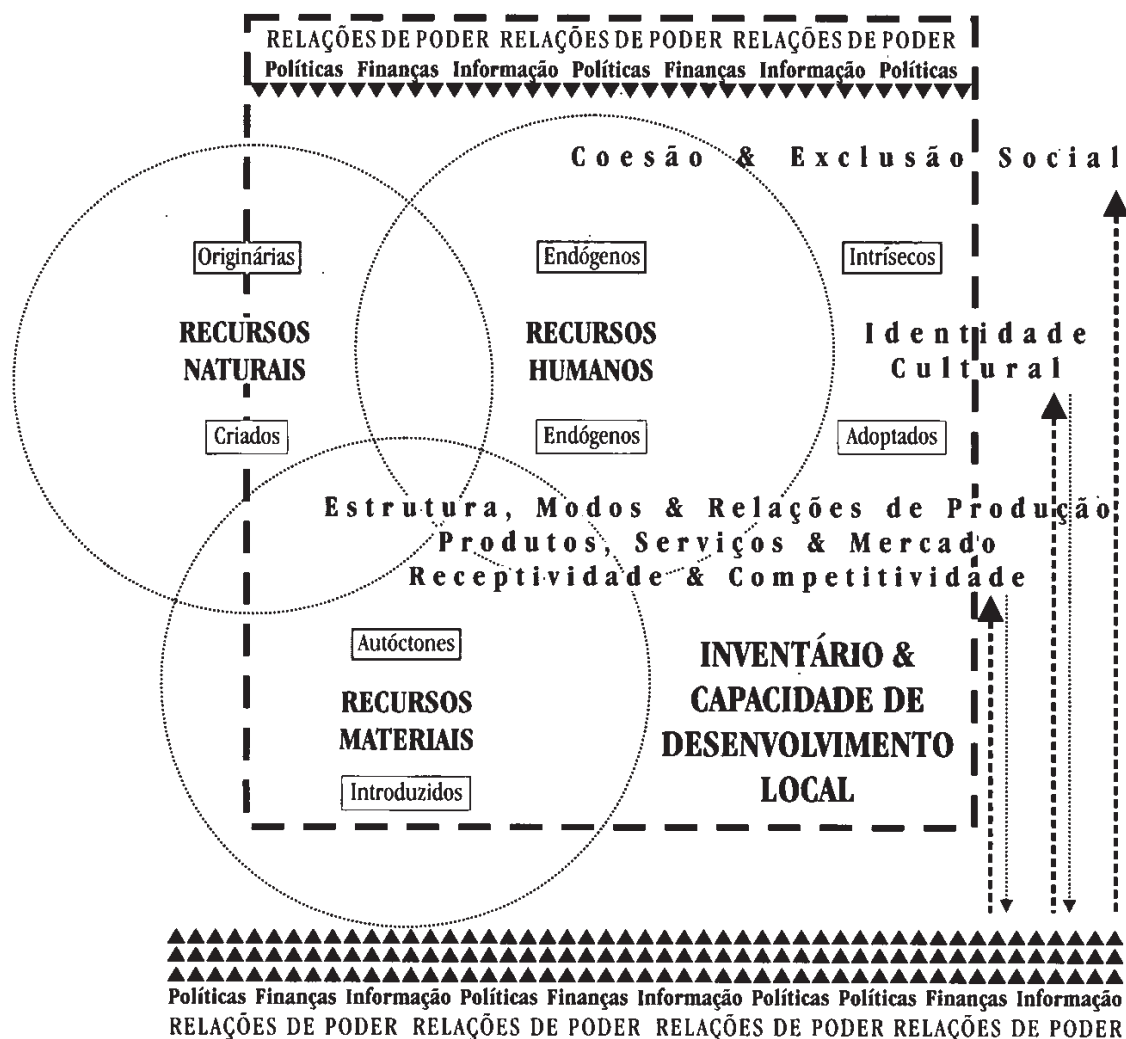 RELAÇÕES DE PODER RELAÇÕES DE PODER RELAÇÕES DE PODER
Políticas Finanças Informação Políticas Finanças Informação Políticas
Coesão & Exclusão Social
Originárias
Endógenos
Intrísecos
RECURSOS
NATURAIS
RECURSOS
HUMANOS
Identidade
Cultural
Criados
Endógenos
Adoptados
Estrutura, Modos & Relações de Produção
Produtos, Serviços & Mercado
Receptividade & Competitividade
Autóctones
RECURSOS
MATERIAIS
Introduzidos
INVENTÁRIO &
CAPACIDADE DE
DESENVOLVIMENTO
LOCAL
Políticas Finanças Informação Políticas Finanças Informação Políticas Políticas Finanças Informação
RELAÇÕES DE PODER RELAÇÕES DE PODER RELAÇÕES DE PODER RELAÇÕES DE PODER